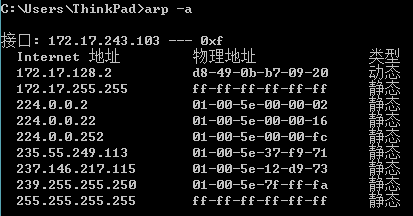 C:\Users\ThinkPad>arp -a
接口: 172.17.243.103 --- 0xf
Internet 地址 物理地址 类型
172.17.128.2 d8-49-0b-b7-09-20 动态
172.17.255.255 ff-ff-ff-ff-ff-ff 静态
224.0.0.2 01-00-5e-00-00-02 静态
224.0.0.22 01-00-5e-00-00-16 静态
224.0.0.252 01-00-5e-00-00-fc 静态
235.55.249.113 01-00-5e-37-f9-71 静态
237.146.217.115 01-00-5e-12-d9-73 静态
239.255.255.250 01-00-5e-7f-ff-fa 静态
255.255.255.255 ff-ff-ff-ff-ff-ff 静态